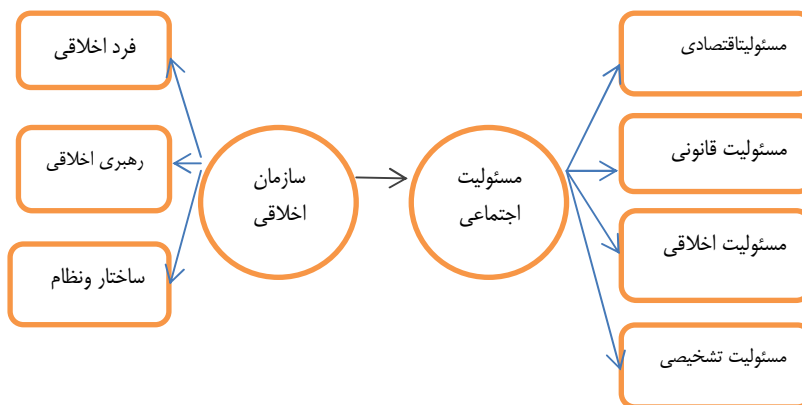 مسئولیتاقتصادی
مسئولیت قانونی
مسئولیت اخلاقی
مسئولیت تشخیصی
مسئولیت
اجتماعی
سازمان
اخلاقی
فرد اخلاقی
رهبری اخلاقی
ساختار ونظام